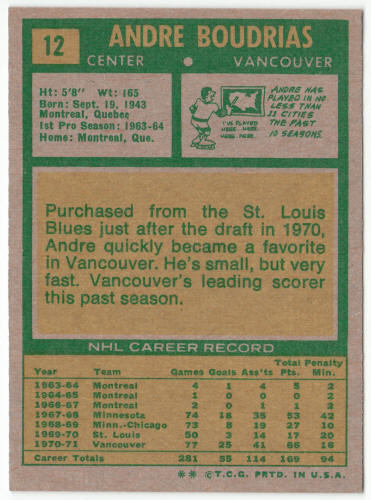 12 ANDRE BOUDRIAS
CENTER • VANCOUVER
Ht: 5'8" Wt: 165
Born: Sept. 19, 1943
Montreal, Quebec
1st Pro Season: 1963-64
Home: Montreal, Que.
I'VE
PLAYED
HERE HERE
HERE HERE
ANDRE HAS
PLAYED IN NO
LESS THAN
11 CITIES
THE PAST
10 SEASONS.
Purchased from the St. Louis
Blues just after the draft in 1970,
Andre quickly became a favorite
in Vancouver. He's small, but very
fast. Vancouver's leading scorer
this past season.
NHL CAREER RECORD
Total Penalty
Year Team Games Goals Ass'ts Pts. Min
1963-64 Montreal 4 1 4 5 2
1964-65 Montreal 1 0 0 0 2
1966-67 Montreal 2 0 1 1 0
1967-68 Minnesota 74 18 35 53 42
1968-69 Minn.-Chicago 73 8 19 27 10
1969-70 St. Louis 50 3 14 17 20
1970-71 Vancouver 77 25 41 66 16
Career Totals 281 55 114 169 94
** ©T.C.G. PRTD. IN U.S.A.